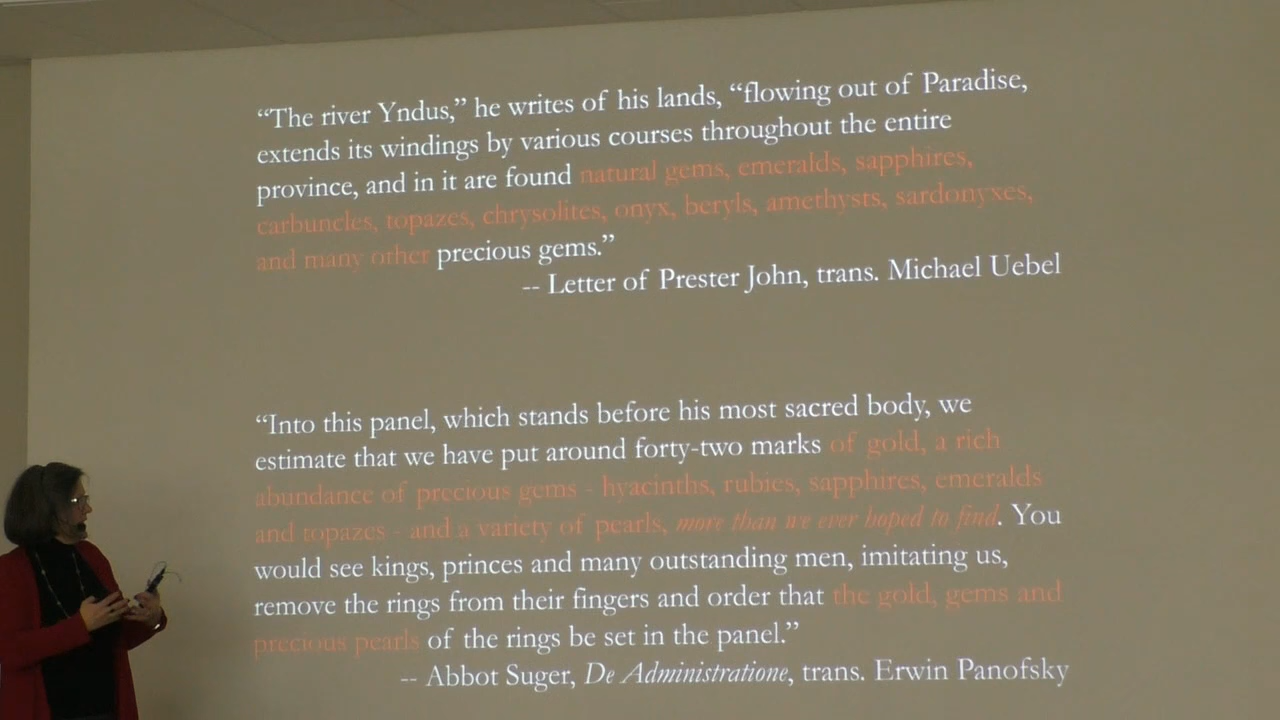 “The river Yndus,” he writes of his lands, “flowing out of Paradise,
extends its windings by various courses throughout the entire
province, and in it are found natural gems, emeralds, sapphires,
carbuncles, topazes, chrysolites, onyx, beryls, amethysts, sardonyxes,
and many other precious gems.”
-- Letter of Prester John, trans. Michael Uebel
“Into this panel, which stands before his most sacred body, we
estimate that we have put around forty-two marks of gold, a rich
abundance of precious gems - hyacinths, rubies, sapphires, emeralds
and topazes - and a variety of pearls, more than we ever hoped to find. You
would see kings, princes and many outstanding men, imitating us,
remove the rings from their fingers and order that the gold, gems and
precious pearls of the rings be set in the panel.”
-- Abbot Suger, De Administratione, trans. Erwin Panofsky